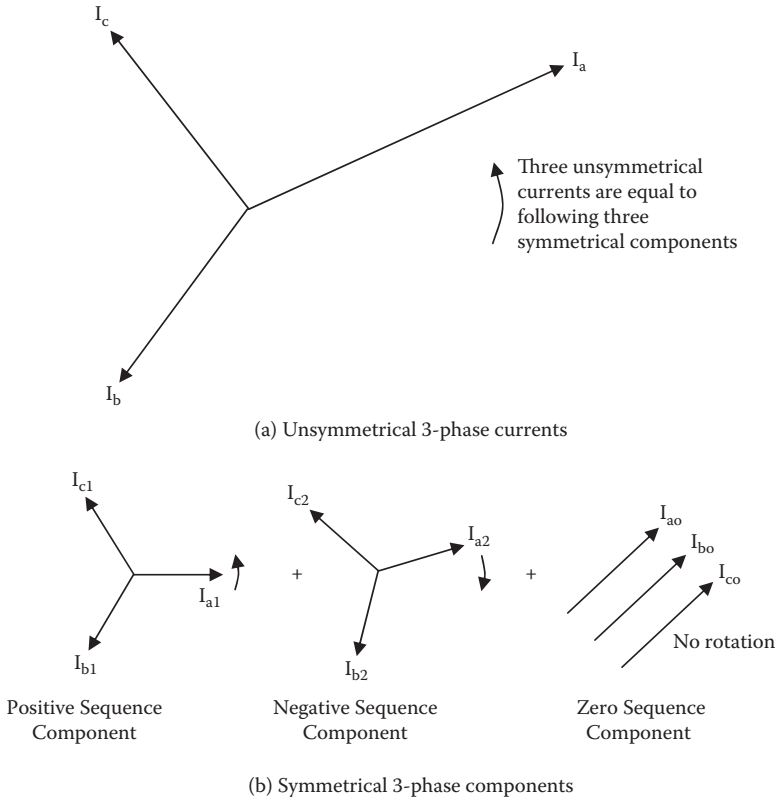 I_c
I_a
Three unsymmetrical
currents are equal to
following three
symmetrical components
I_b
(a) Unsymmetrical 3-phase currents
I_c1
I_a1
I_b1
+
I_c2
I_a2
I_b2
+
I_ao
I_bo
I_co
No rotation
Positive Sequence
Component
Negative Sequence
Component
Zero Sequence
Component
(b) Symmetrical 3-phase components